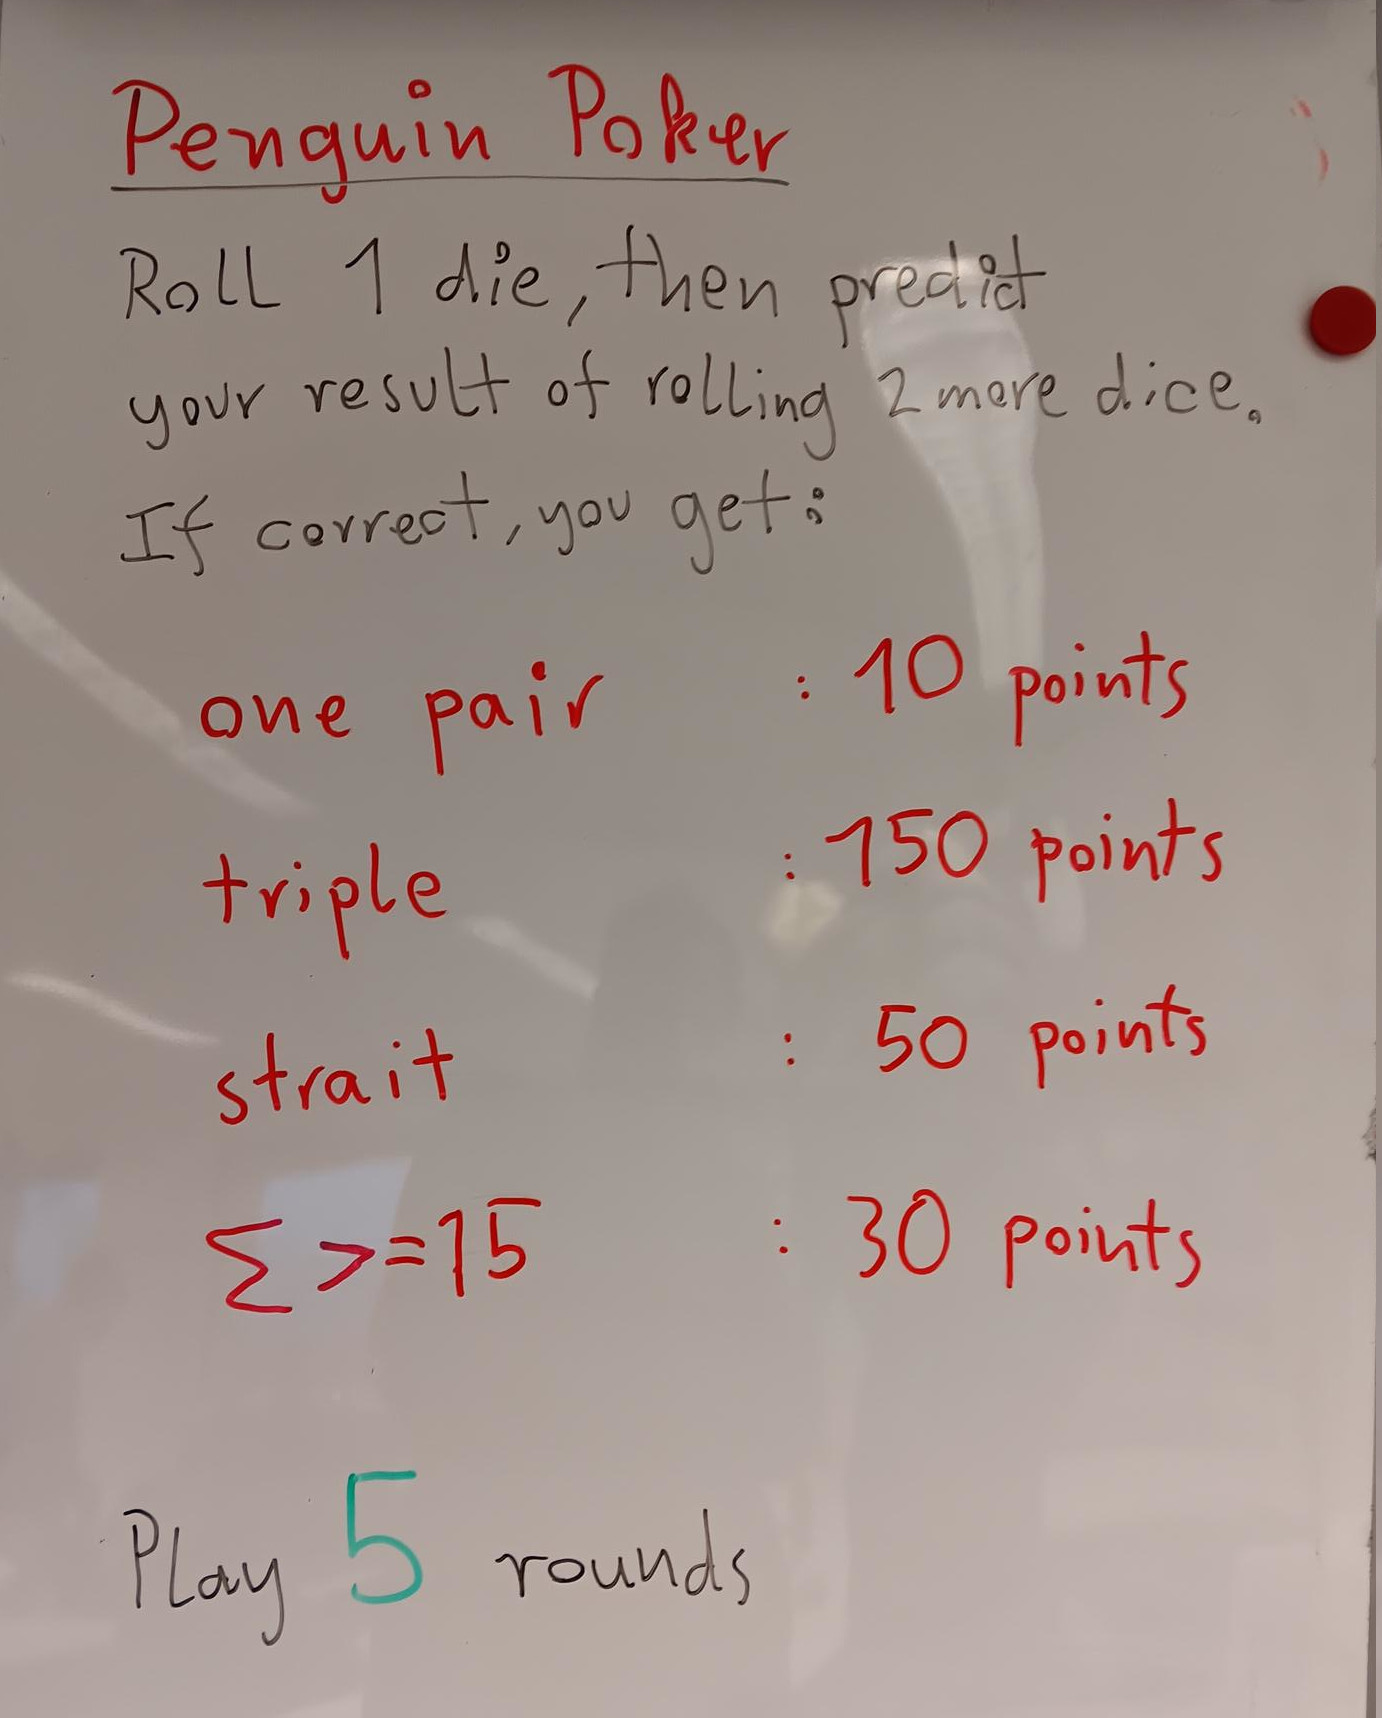 Penguin Poker
Roll 1 die, then predict
your result of rolling 2 more dice.
If correct, you get:
one pair : 10 points
triple : 150 points
strait : 50 points
Σ >=15 : 30 points
Play 5 rounds